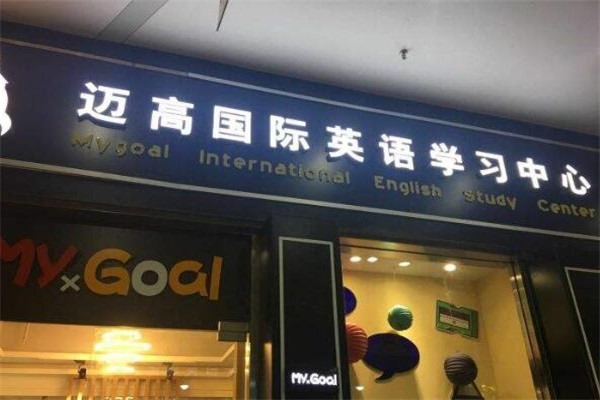 迈高国际英语学习中心
Mygoal International English Study Center
MY×Goal
MY.Goal